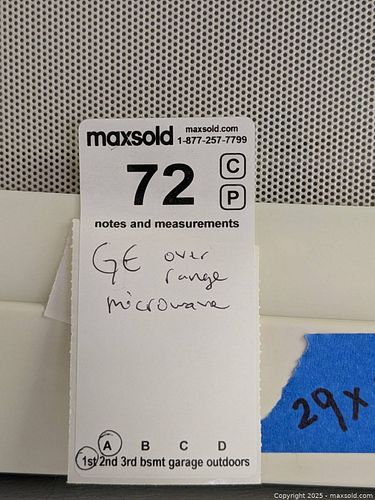 maxsold maxsold.com
1-877-257-7799
72 C
P
notes and measurements
GE over
range
microwave
A B C D
1st 2nd 3rd bsmt garage outdoors
29x
Copyright 2025 - maxsold.com